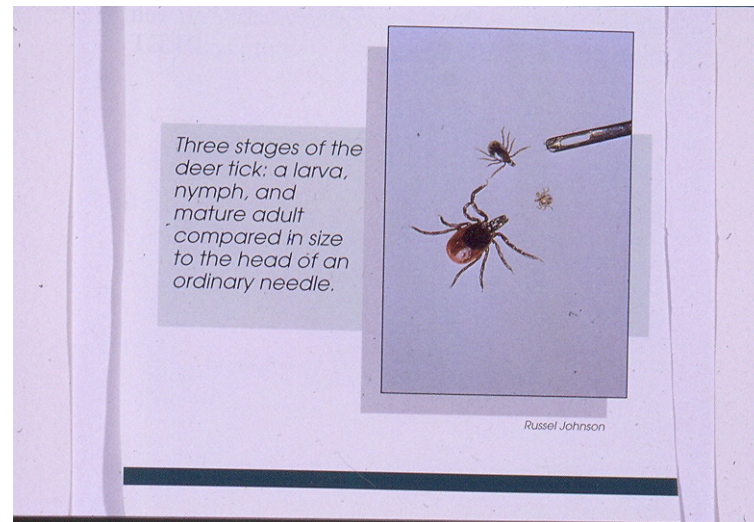 Three stages of the
deer tick: a larva,
nymph, and
mature adult
compared in size
to the head of an
ordinary needle.
Russel Johnson